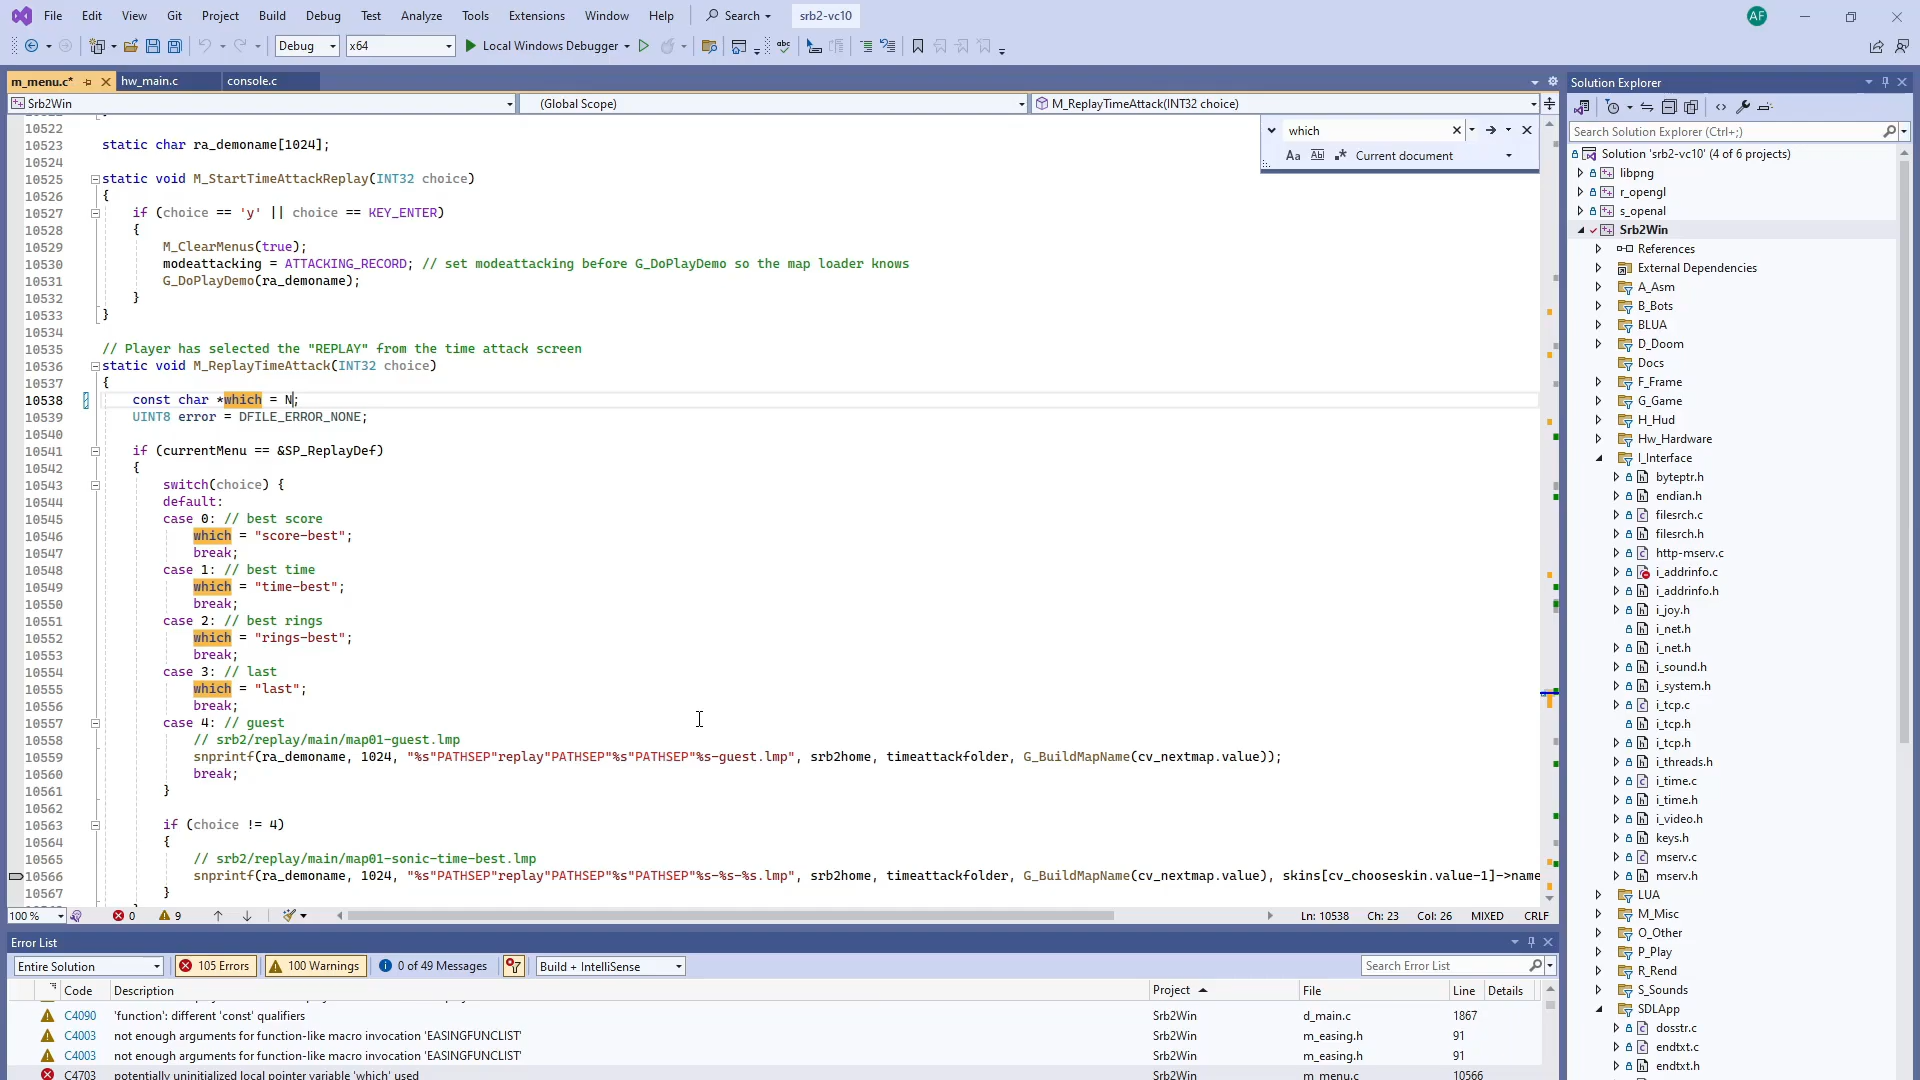 File Edit View Git Project Build Debug Test Analyze Tools Extensions Window Help Search srb2-vc10 AF
Debug x64 Local Windows Debugger abc
m_menu.c* hw_main.c console.c
Srb2Win (Global Scope) M_ReplayTimeAttack(INT32 choice)
which
Aa Ab Current document
10522
10523 static char ra_demoname[1024];
10524
10525 static void M_StartTimeAttackReplay(INT32 choice)
10526 {
10527 if (choice == 'y' || choice == KEY_ENTER)
10528 {
10529 M_ClearMenus(true);
10530 modeattacking = ATTACKING_RECORD; // set modeattacking before G_DoPlayDemo so the map loader knows
10531 G_DoPlayDemo(ra_demoname);
10532 }
10533 }
10534
10535 // Player has selected the "REPLAY" from the time attack screen
10536 static void M_ReplayTimeAttack(INT32 choice)
10537 {
10538 const char *which = N;
10539 UINT8 error = DFILE_ERROR_NONE;
10540
10541 if (currentMenu == &SP_ReplayDef)
10542 {
10543 switch(choice) {
10544 default:
10545 case 0: // best score
10546 which = "score-best";
10547 break;
10548 case 1: // best time
10549 which = "time-best";
10550 break;
10551 case 2: // best rings
10552 which = "rings-best";
10553 break;
10554 case 3: // last
10555 which = "last";
10556 break;
10557 case 4: // guest
10558 // srb2/replay/main/map01-guest.lmp
10559 snprintf(ra_demoname, 1024, "%s"PATHSEP"replay"PATHSEP"%s"PATHSEP"%s-guest.lmp", srb2home, timeattackfolder, G_BuildMapName(cv_nextmap.value));
10560 break;
10561 }
10562
10563 if (choice != 4)
10564 {
10565 // srb2/replay/main/map01-sonic-time-best.lmp
10566 snprintf(ra_demoname, 1024, "%s"PATHSEP"replay"PATHSEP"%s"PATHSEP"%s-%s-%s.lmp", srb2home, timeattackfolder, G_BuildMapName(cv_nextmap.value), skins[cv_chooseskin.value-1]->name
10567 }
100 % 0 9 Ln: 10538 Ch: 23 Col: 26 MIXED CRLF
Error List
Entire Solution 105 Errors 100 Warnings 0 of 49 Messages Build + IntelliSense Search Error List
Code Description Project File Line Details
C4090 'function': different 'const' qualifiers Srb2Win d_main.c 1867
C4003 not enough arguments for function-like macro invocation 'EASINGFUNCLIST' Srb2Win m_easing.h 91
C4003 not enough arguments for function-like macro invocation 'EASINGFUNCLIST' Srb2Win m_easing.h 91
C4703 potentially uninitialized local pointer variable 'which' used Srb2Win m_menu.c 10566
Solution Explorer
Search Solution Explorer (Ctrl+;)
Solution 'srb2-vc10' (4 of 6 projects)
libpng
r_opengl
s_openal
Srb2Win
References
External Dependencies
A_Asm
B_Bots
BLUA
D_Doom
Docs
F_Frame
G_Game
H_Hud
Hw_Hardware
I_Interface
byteptr.h
endian.h
filesrch.c
filesrch.h
http-mserv.c
i_addrinfo.c
i_addrinfo.h
i_joy.h
i_net.h
i_net.h
i_sound.h
i_system.h
i_tcp.c
i_tcp.h
i_tcp.h
i_threads.h
i_time.c
i_time.h
i_video.h
keys.h
mserv.c
mserv.h
LUA
M_Misc
O_Other
P_Play
R_Rend
S_Sounds
SDLApp
dosstr.c
endtxt.c
endtxt.h